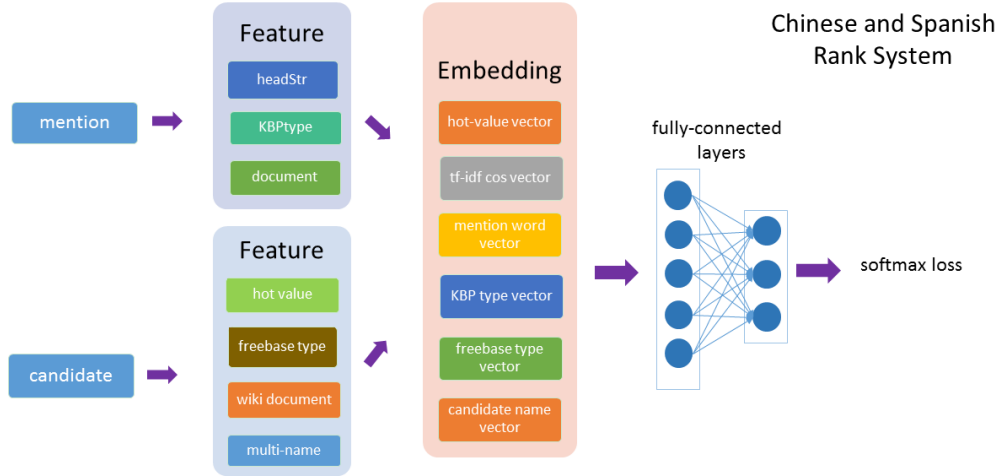 Chinese and Spanish
Rank System
mention
Feature
headStr
KBPtype
document
candidate
Feature
hot value
freebase type
wiki document
multi-name
Embedding
hot-value vector
tf-idf cos vector
mention word
vector
KBP type vector
freebase type
vector
candidate name
vector
fully-connected
layers
softmax loss